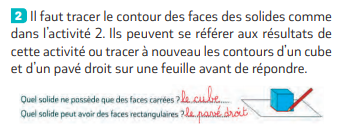 2 Il faut tracer le contour des faces des solides comme
dans l'activité 2. Ils peuvent se référer aux résultats de
cette activité ou tracer à nouveau les contours d'un cube
et d'un pavé droit sur une feuille avant de répondre.
Quel solide ne possède que des faces carrées ? le cube....
Quel solide peut avoir des faces rectangulaires ? le pavé droit